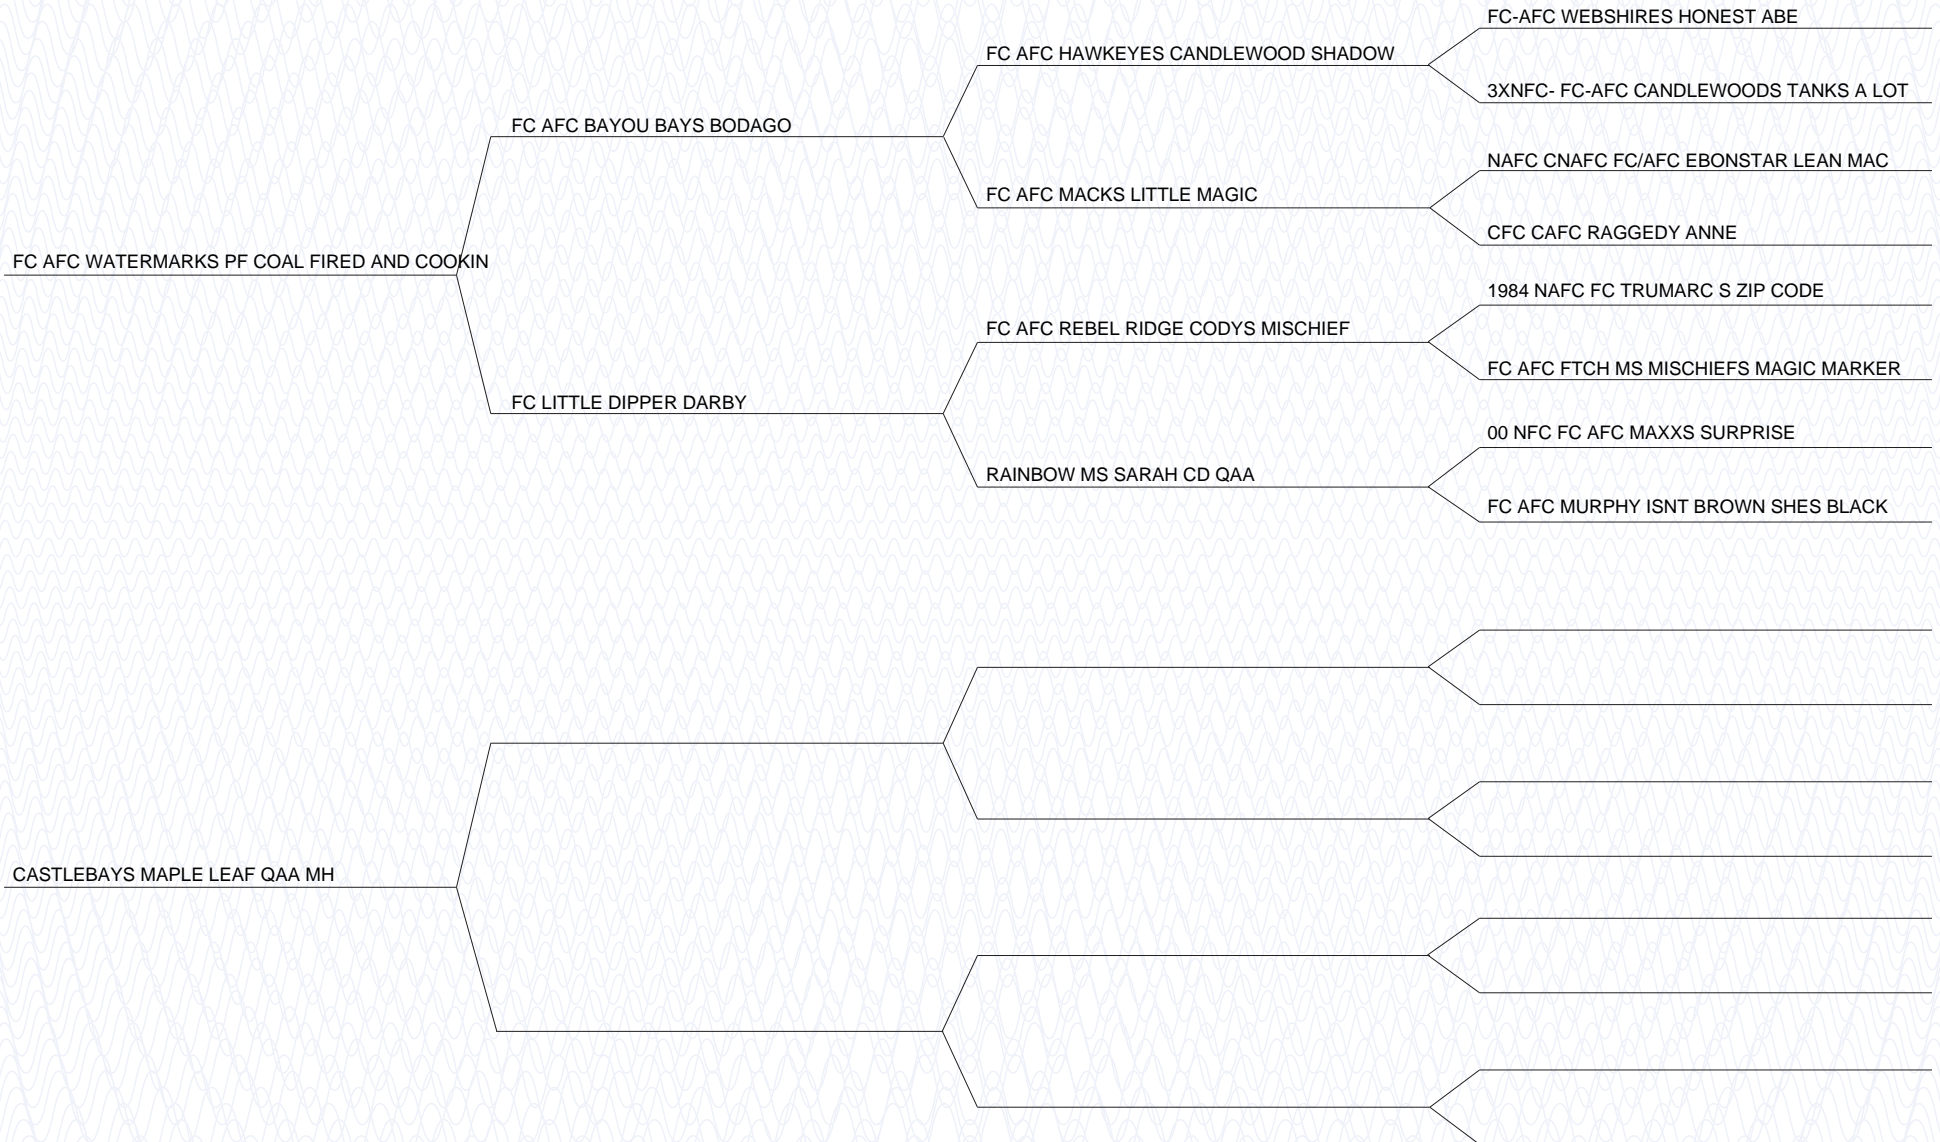 FC-AFC WEBSHIRES HONEST ABE
FC AFC HAWKEYES CANDLEWOOD SHADOW
3XNFC- FC-AFC CANDLEWOODS TANKS A LOT
FC AFC BAYOU BAYS BODAGO
NAFC CNAFC FC/AFC EBONSTAR LEAN MAC
FC AFC MACKS LITTLE MAGIC
CFC CAFC RAGGEDY ANNE
FC AFC WATERMARKS PF COAL FIRED AND COOKIN
1984 NAFC FC TRUMARC S ZIP CODE
FC AFC REBEL RIDGE CODYS MISCHIEF
FC AFC FTCH MS MISCHIEFS MAGIC MARKER
FC LITTLE DIPPER DARBY
00 NFC FC AFC MAXXS SURPRISE
RAINBOW MS SARAH CD QAA
FC AFC MURPHY ISNT BROWN SHES BLACK
CASTLEBAYS MAPLE LEAF QAA MH